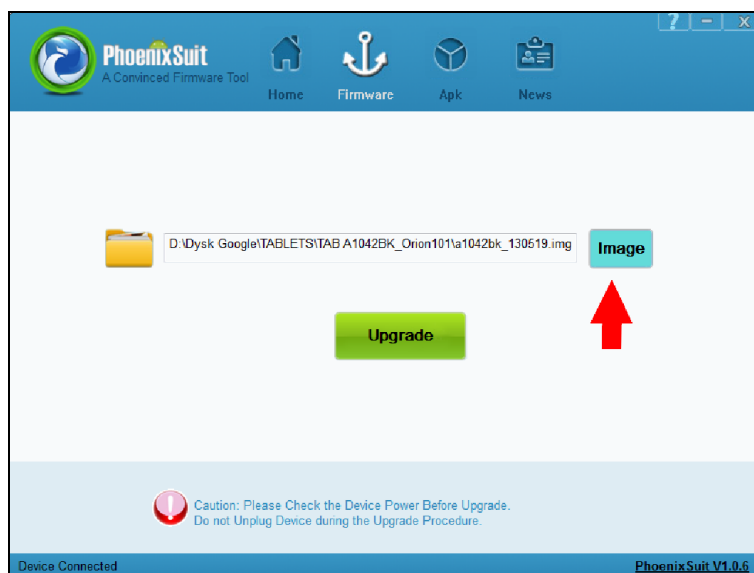 ? – x
PhoenixSuit
A Convinced Firmware Tool
Home Firmware Apk News
D:\Dysk Google\TABLETS\TAB A1042BK_Orion101\a1042bk_130519.img
Image
Upgrade
Caution: Please Check the Device Power Before Upgrade.
Do not Unplug Device during the Upgrade Procedure.
Device Connected
PhoenixSuit V1.0.6